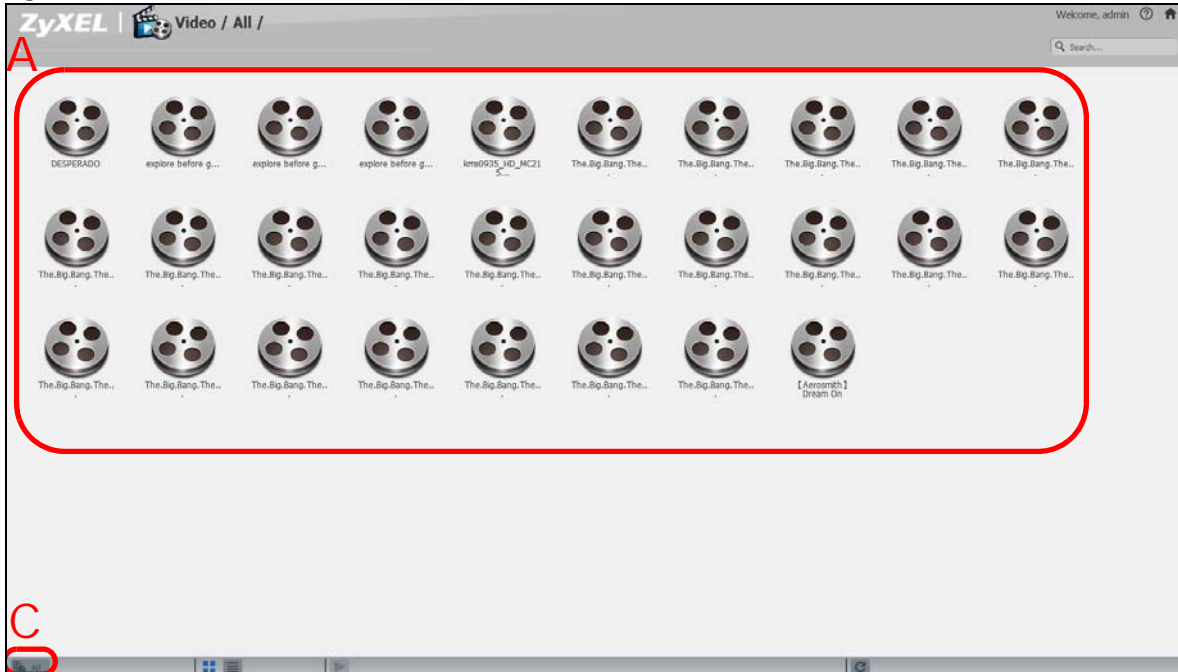 ZyXEL Video / All / Welcome, admin
Search...
A
DESPERADO explore before g... explore before g... explore before g... kms0935_HD_MC21 S... The.Big.Bang.The... The.Big.Bang.The... The.Big.Bang.The... The.Big.Bang.The... The.Big.Bang.The...
The.Big.Bang.The... The.Big.Bang.The... The.Big.Bang.The... The.Big.Bang.The... The.Big.Bang.The... The.Big.Bang.The... The.Big.Bang.The... The.Big.Bang.The... The.Big.Bang.The... The.Big.Bang.The...
The.Big.Bang.The... The.Big.Bang.The... The.Big.Bang.The... The.Big.Bang.The... The.Big.Bang.The... The.Big.Bang.The... The.Big.Bang.The... 【Aerosmith】 Dream On
C
All